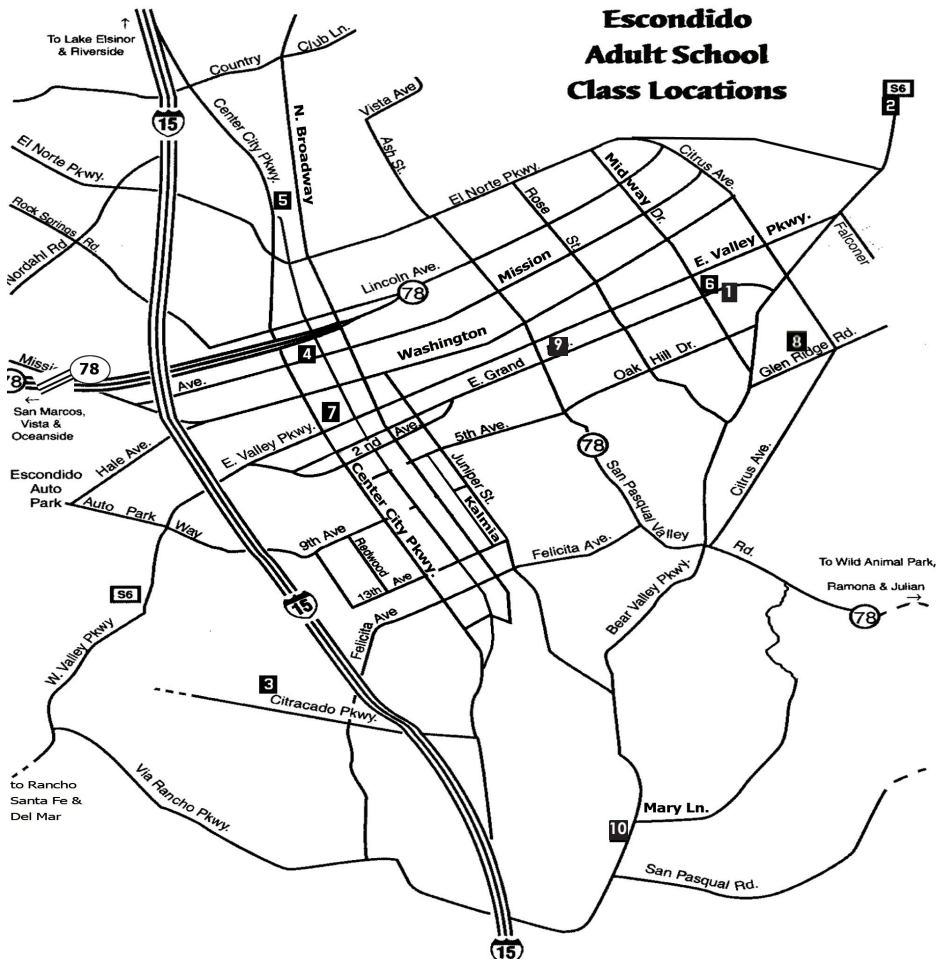 Escondido
Adult School
Class Locations
↑
To Lake Elsinor
& Riverside
Country
Club Ln.
15
Center City Pkwy.
N. Broadway
Vista Ave
Ash St.
S6
2
El Norte Pkwy.
Rock Springs Rd
Nordahl Rd
5
El Norte Pkwy.
Rose St.
Midway Dr.
Citrus Ave.
E. Valley Pkwy.
Falconer
Lincoln Ave.
78
Mission
6
1
Washington
4
9
8
Glen Ridge Rd.
Oak Hill Dr.
E. Grand
Missi
78
Ave.
8
←
San Marcos,
Vista &
Oceanside
7
E. Valley Pkwy.
2nd Ave.
5th Ave.
78
Hale Ave.
Escondido
Auto
Park
Auto Park Way
Center City Pkwy.
Juniper St.
Kalmia
San Pasqual Valley Rd.
Citrus Ave.
9th Ave
Redwood
13th Ave
Felicita Ave.
Felicita Ave
Bear Valley Pkwy.
To Wild Animal Park,
Ramona & Julian
→
78
S6
15
W. Valley Pkwy
3
Citracado Pkwy.
to Rancho
Santa Fe &
Del Mar
Via Rancho Pkwy.
Mary Ln.
10
San Pasqual Rd.
15